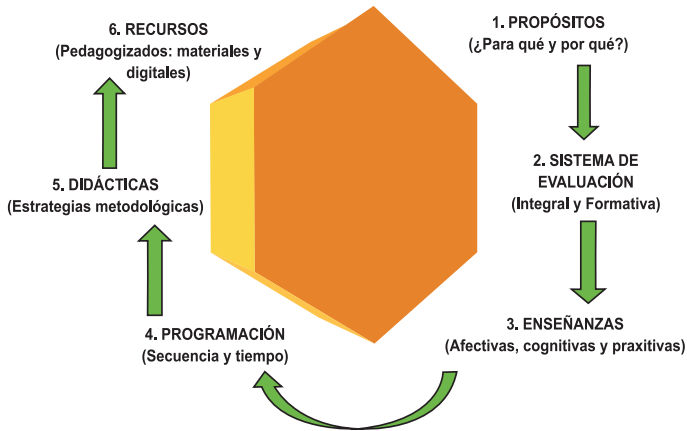 1. PROPÓSITOS
(¿Para qué y por qué?)
2. SISTEMA DE
EVALUACIÓN
(Integral y Formativa)
3. ENSEÑANZAS
(Afectivas, cognitivas y praxitivas)
4. PROGRAMACIÓN
(Secuencia y tiempo)
5. DIDÁCTICAS
(Estrategias metodológicas)
6. RECURSOS
(Pedagogizados: materiales y
digitales)